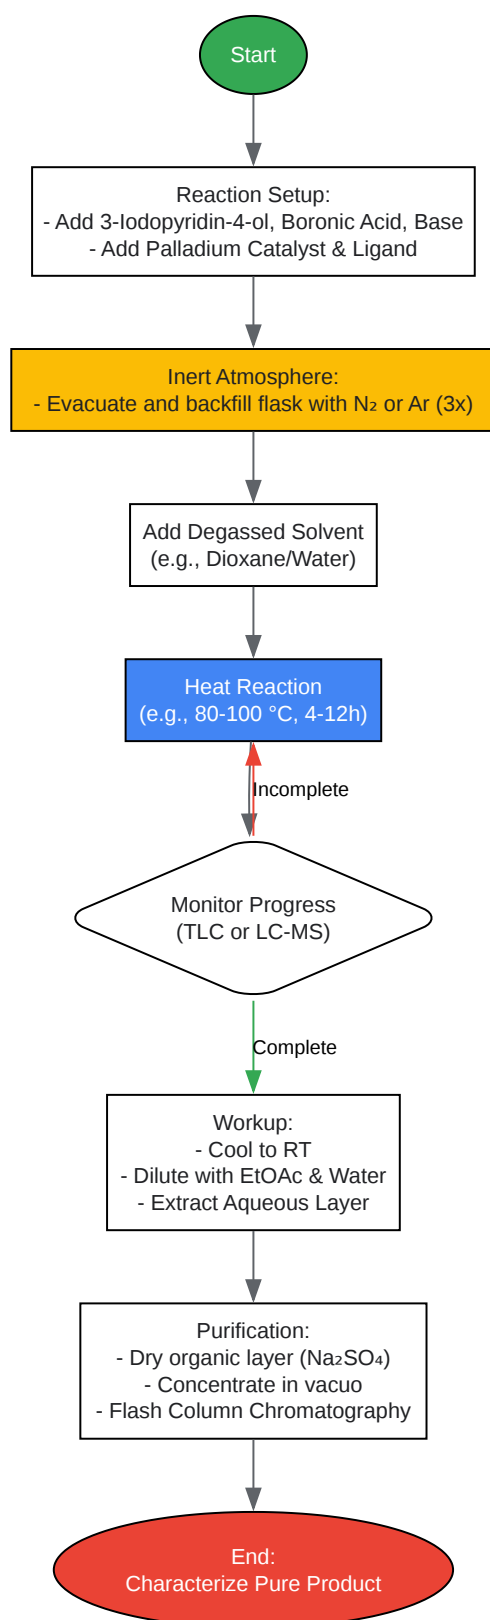 Start
Reaction Setup:
- Add 3-Iodopyridin-4-ol, Boronic Acid, Base
- Add Palladium Catalyst & Ligand
Inert Atmosphere:
- Evacuate and backfill flask with N₂ or Ar (3x)
Add Degassed Solvent
(e.g., Dioxane/Water)
Heat Reaction
(e.g., 80-100 °C, 4-12h)
Incomplete
Monitor Progress
(TLC or LC-MS)
Complete
Workup:
- Cool to RT
- Dilute with EtOAc & Water
- Extract Aqueous Layer
Purification:
- Dry organic layer (Na₂SO₄)
- Concentrate in vacuo
- Flash Column Chromatography
End:
Characterize Pure Product